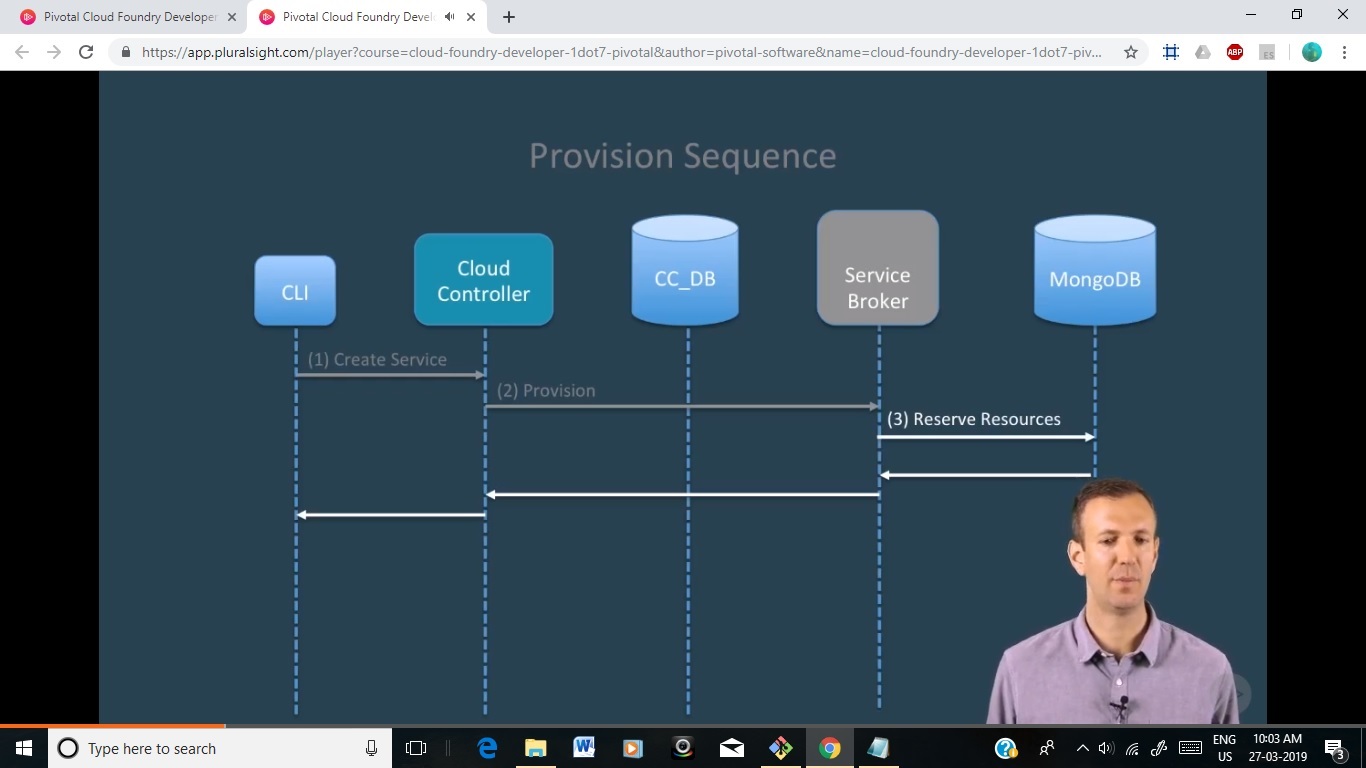 Pivotal Cloud Foundry Developer
Pivotal Cloud Foundry Devel
https://app.pluralsight.com/player?course=cloud-foundry-developer-1dot7-pivotal&author=pivotal-software&name=cloud-foundry-developer-1dot7-piv...
ABP
ES
Provision Sequence
CLI
Cloud
Controller
CC_DB
Service
Broker
MongoDB
(1) Create Service
(2) Provision
(3) Reserve Resources
Type here to search
ENG
US
10:03 AM
27-03-2019
3